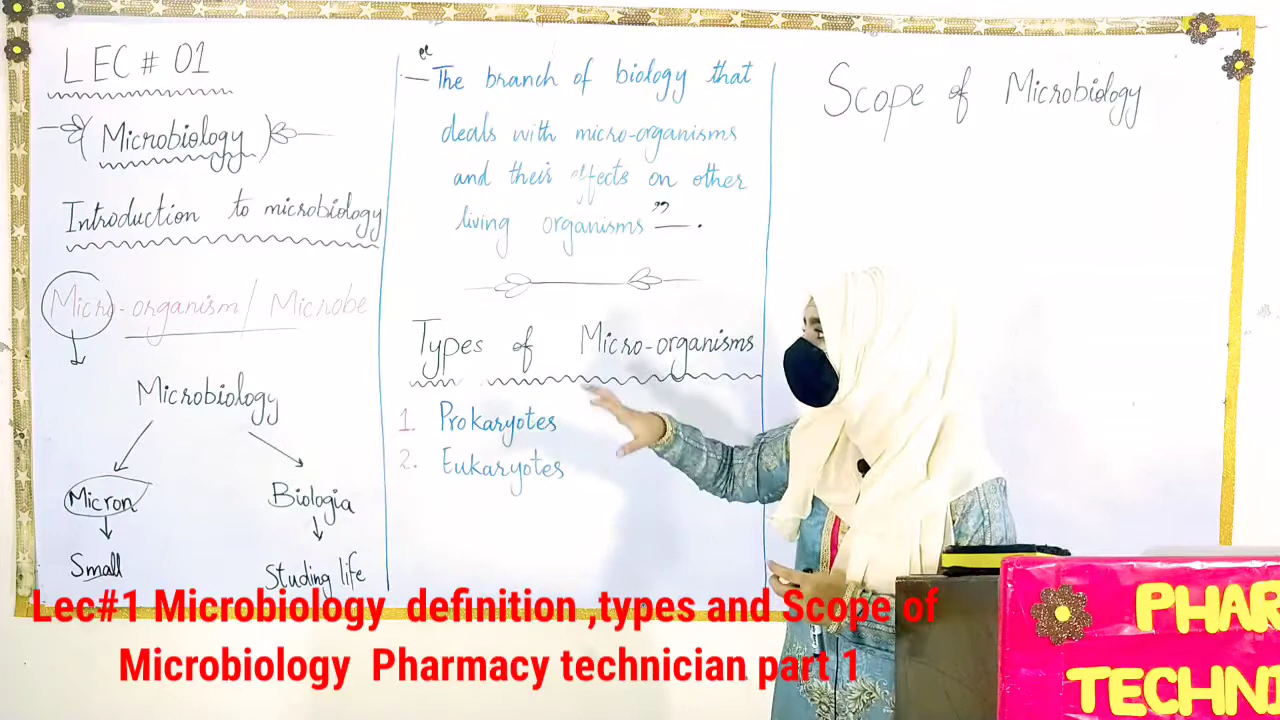 LEC # 01
Microbiology
Introduction to microbiology
Micro-organism / Microbe
Microbiology
Micron
Biologia
Small
Studing life
“The branch of biology that
deals with micro-organisms
and their effects on other
living organisms” .
Types of Micro-organisms
1. Prokaryotes
2. Eukaryotes
Scope of Microbiology
Lec#1 Microbiology definition ,types and Scope of
Microbiology Pharmacy technician part 1
PHAR
TECHNI